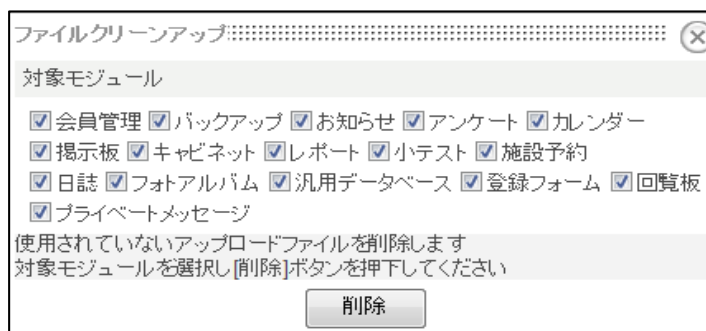 ファイルクリーンアップ
対象モジュール
会員管理 バックアップ お知らせ アンケート カレンダー
掲示板 キャビネット レポート 小テスト 施設予約
日誌 フォトアルバム 汎用データベース 登録フォーム 回覧板
プライベートメッセージ
使用されていないアップロードファイルを削除します
対象モジュールを選択し[削除]ボタンを押下してください
削除